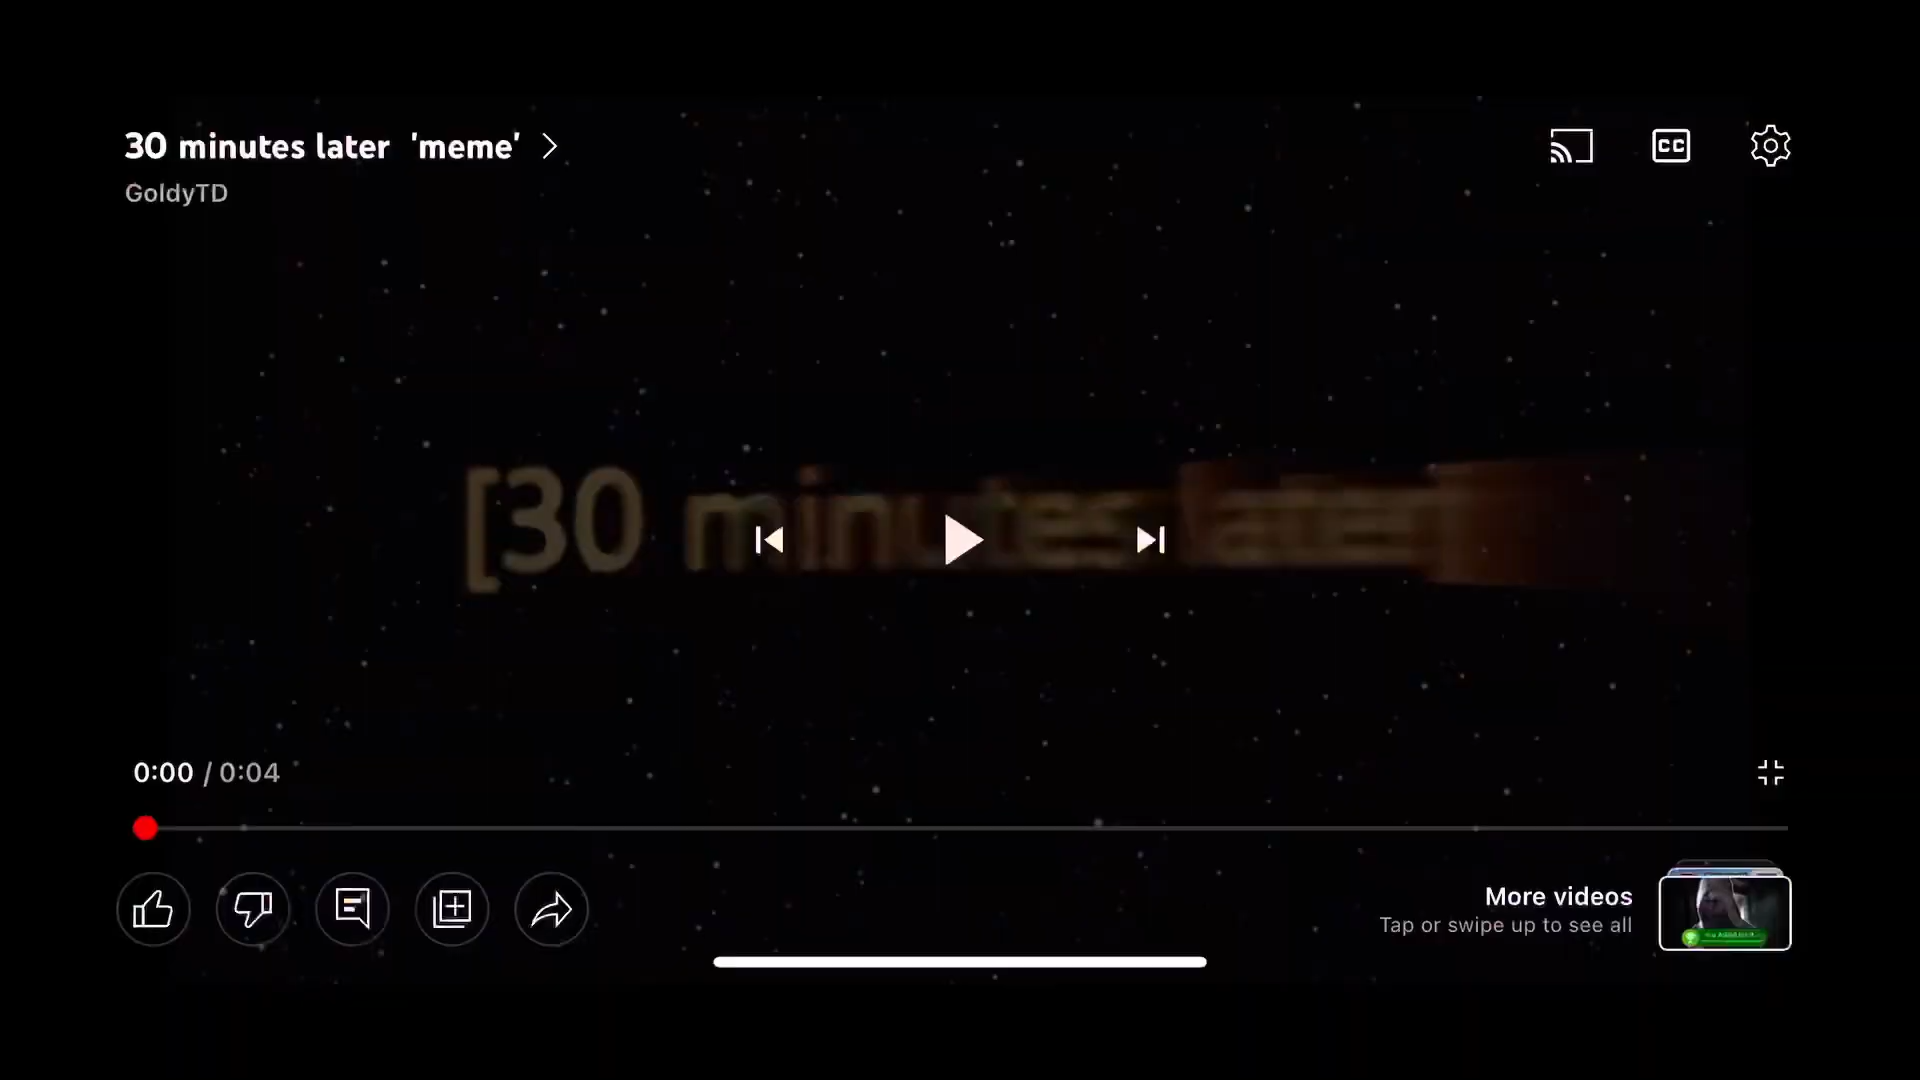 30 minutes later 'meme'
GoldyTD
CC
[30 minutes later]
0:00 / 0:04
More videos
Tap or swipe up to see all